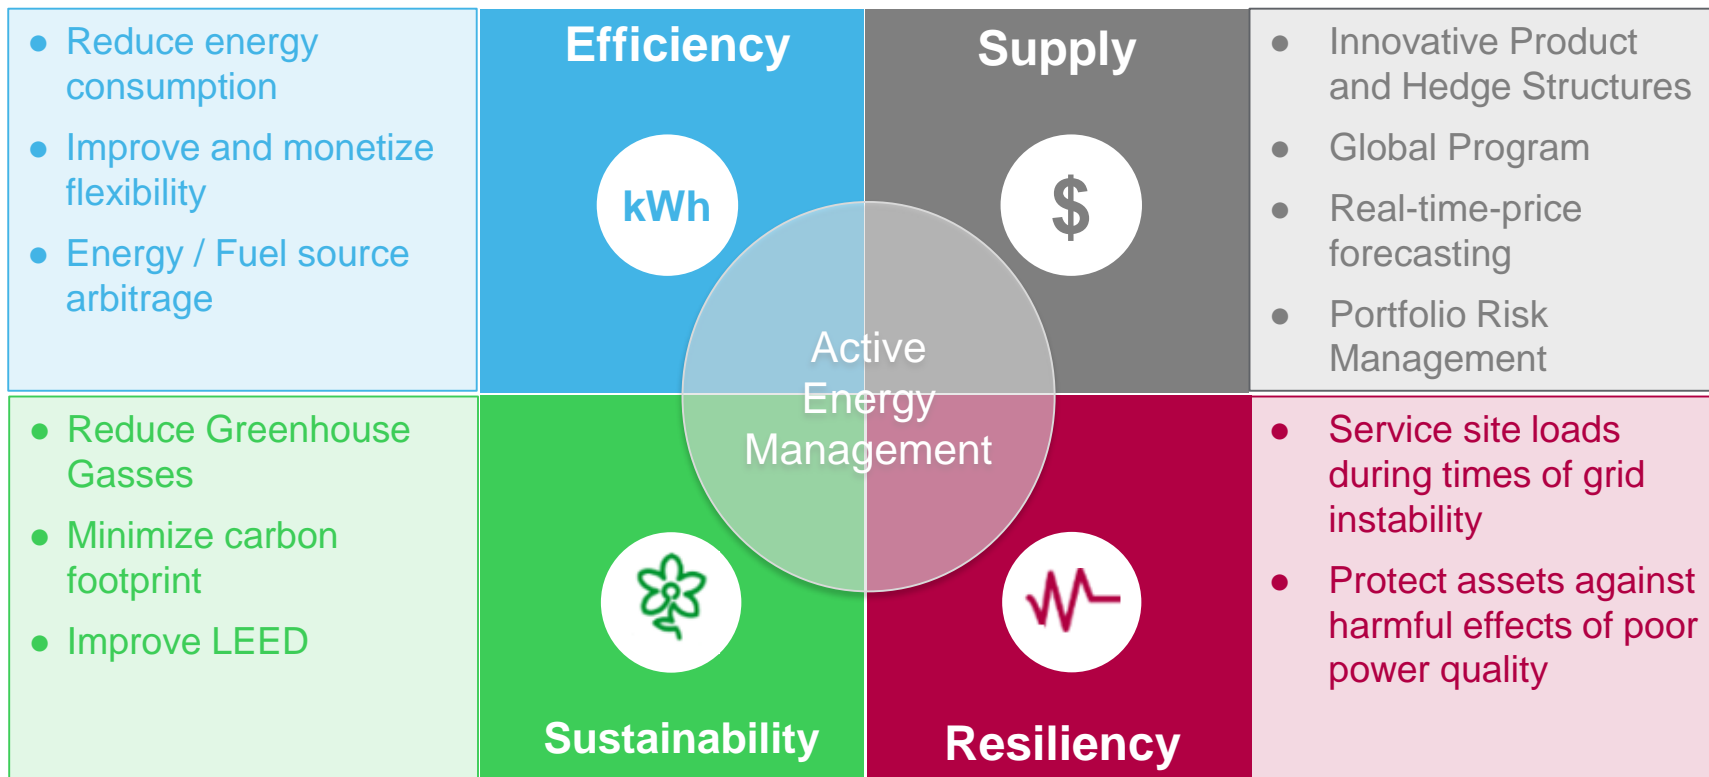 ● Reduce energy
consumption
● Improve and monetize
flexibility
● Energy / Fuel source
arbitrage
Efficiency
kWh
Supply
$
● Innovative Product
and Hedge Structures
● Global Program
● Real-time-price
forecasting
● Portfolio Risk
Management
Active
Energy
Management
● Reduce Greenhouse
Gasses
● Minimize carbon
footprint
● Improve LEED
Sustainability
Resiliency
● Service site loads
during times of grid
instability
● Protect assets against
harmful effects of poor
power quality